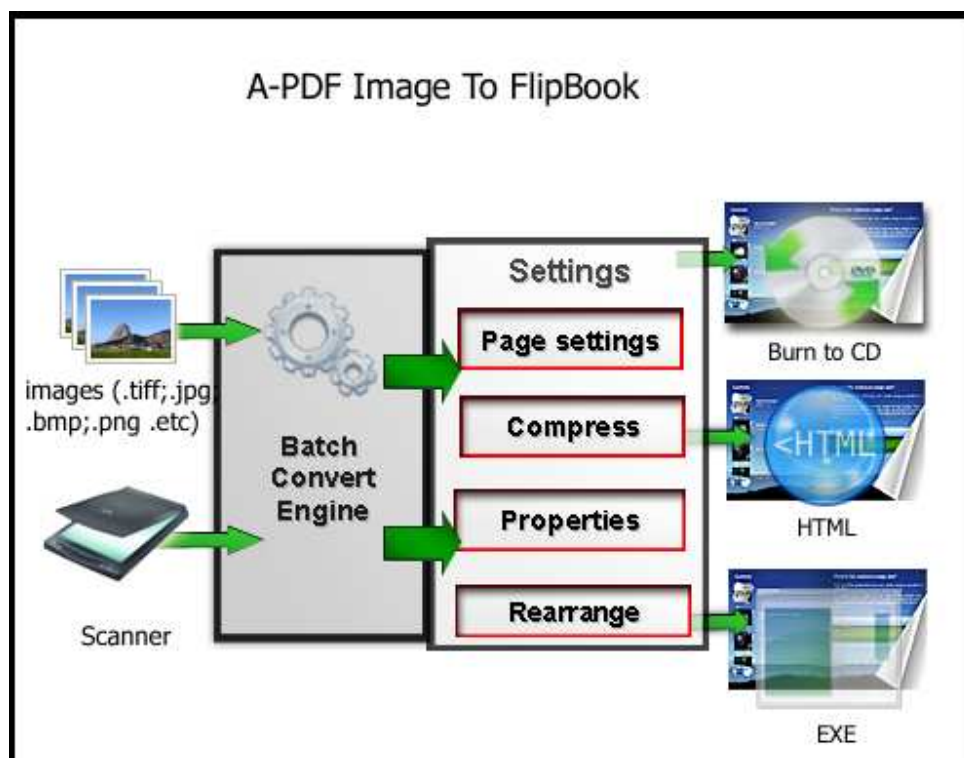 A-PDF Image To FlipBook
images (.tiff;.jpg;
.bmp;.png .etc)
Scanner
Batch
Convert
Engine
Settings
Page settings
Compress
Properties
Rearrange
DVD
Burn to CD
<HTML
HTML
EXE